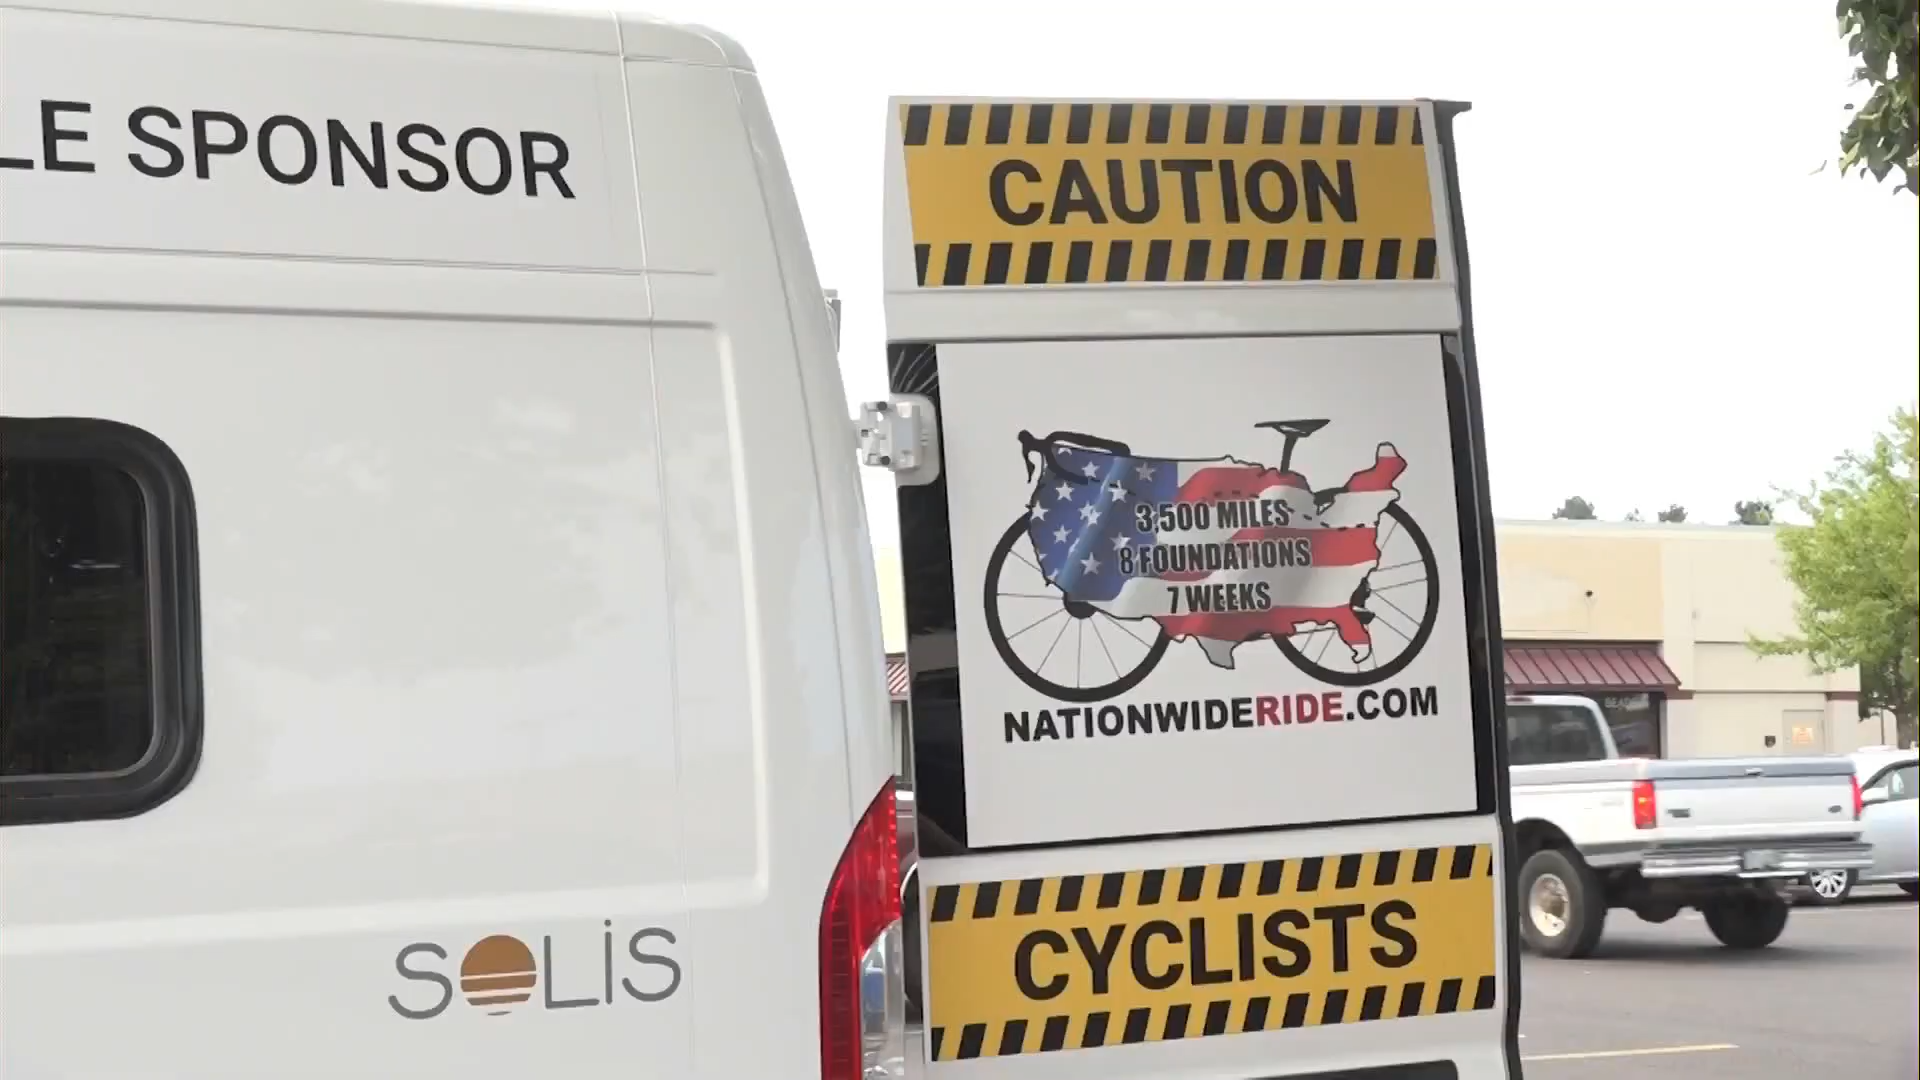 LE SPONSOR
SOLiS
CAUTION
3,500 MILES
8 FOUNDATIONS
7 WEEKS
NATIONWIDERIDE.COM
CYCLISTS